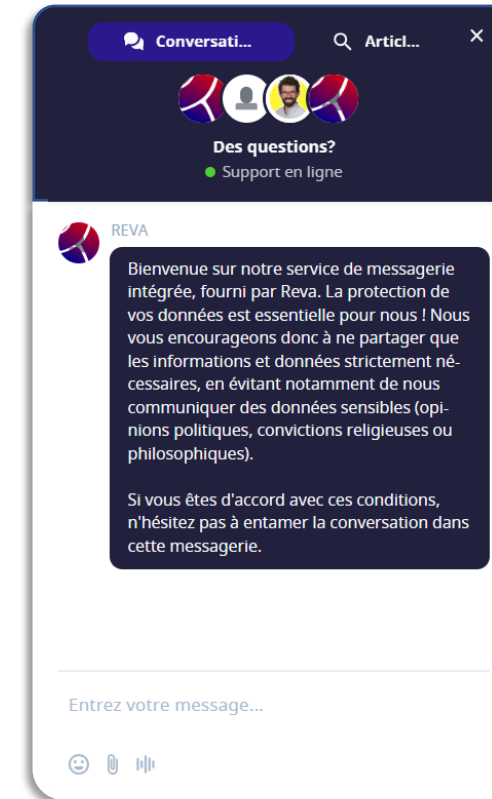 Conversati...
Articl...
Des questions?
Support en ligne
REVA
Bienvenue sur notre service de messagerie
intégrée, fourni par Reva. La protection de
vos données est essentielle pour nous ! Nous
vous encourageons donc à ne partager que
les informations et données strictement né-
cessaires, en évitant notamment de nous
communiquer des données sensibles (opi-
nions politiques, convictions religieuses ou
philosophiques).
Si vous êtes d'accord avec ces conditions,
n'hésitez pas à entamer la conversation dans
cette messagerie.
Entrez votre message...